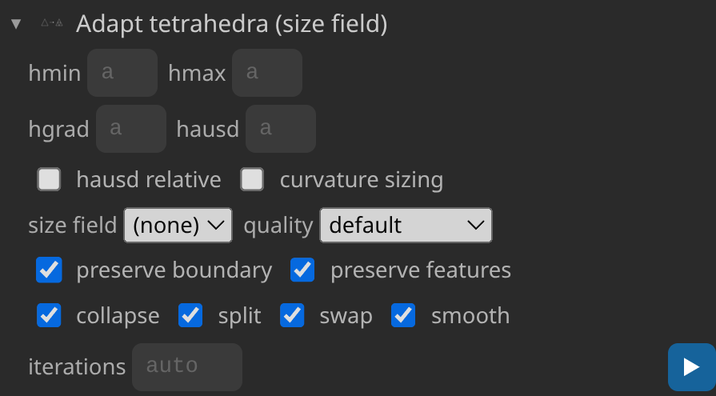 Adapt tetrahedra (size field)
hmin a hmax a
hgrad a hausd a
hausd relative curvature sizing
size field (none) quality default
preserve boundary preserve features
collapse split swap smooth
iterations auto